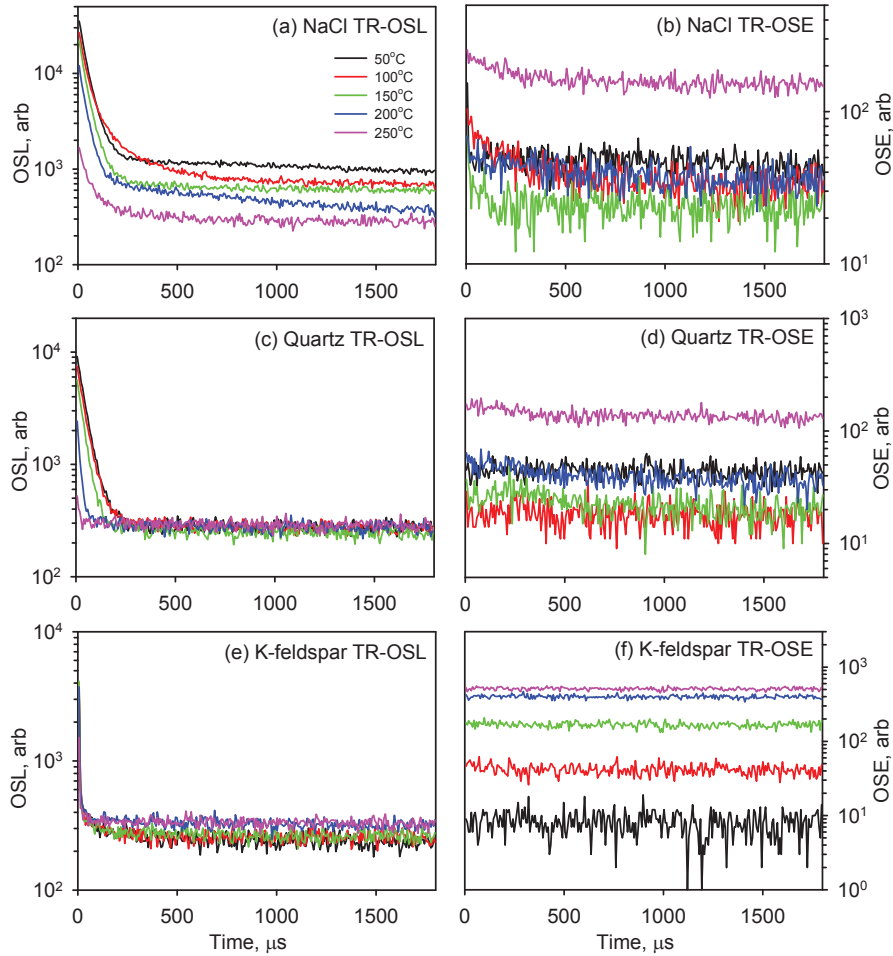 (a) NaCl TR-OSL
50°C
100°C
150°C
200°C
250°C
OSL, arb
10⁴
10³
10²
0 500 1000 1500
(b) NaCl TR-OSE
OSE, arb
10²
10¹
0 500 1000 1500
(c) Quartz TR-OSL
OSL, arb
10⁴
10³
10²
0 500 1000 1500
(d) Quartz TR-OSE
OSE, arb
10³
10²
10¹
0 500 1000 1500
(e) K-feldspar TR-OSL
OSL, arb
10⁴
10³
10²
0 500 1000 1500
Time, μs
(f) K-feldspar TR-OSE
OSE, arb
10³
10²
10¹
10⁰
0 500 1000 1500
Time, μs